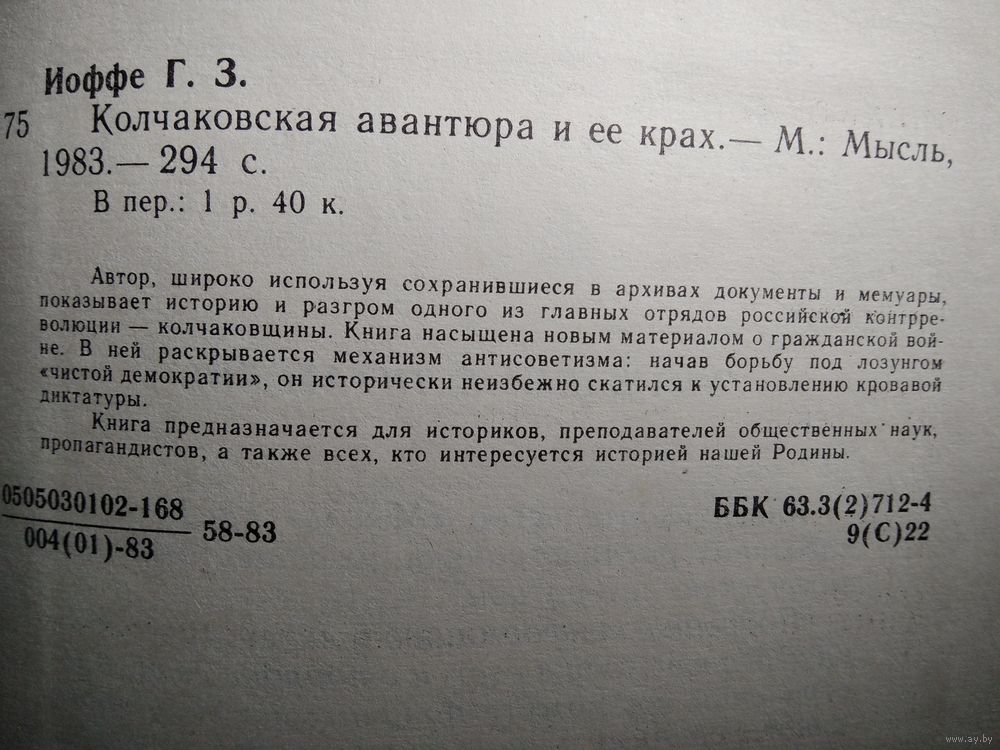 Иоффе Г. З.
75 Колчаковская авантюра и ее крах.— М.: Мысль,
1983.— 294 с.
В пер.: 1 р. 40 к.
Автор, широко используя сохранившиеся в архивах документы и мемуары,
показывает историю и разгром одного из главных отрядов российской контрре-
волюции — колчаковщины. Книга насыщена новым материалом о гражданской вой-
не. В ней раскрывается механизм антисоветизма: начав борьбу под лозунгом
«чистой демократии», он исторически неизбежно скатился к установлению кровавой
диктатуры.
Книга предназначается для историков, преподавателей общественных наук,
пропагандистов, а также всех, кто интересуется историей нашей Родины.
0505030102-168
004(01)-83
58-83
ББК 63.3(2)712-4
9(С)22
www.ay.by